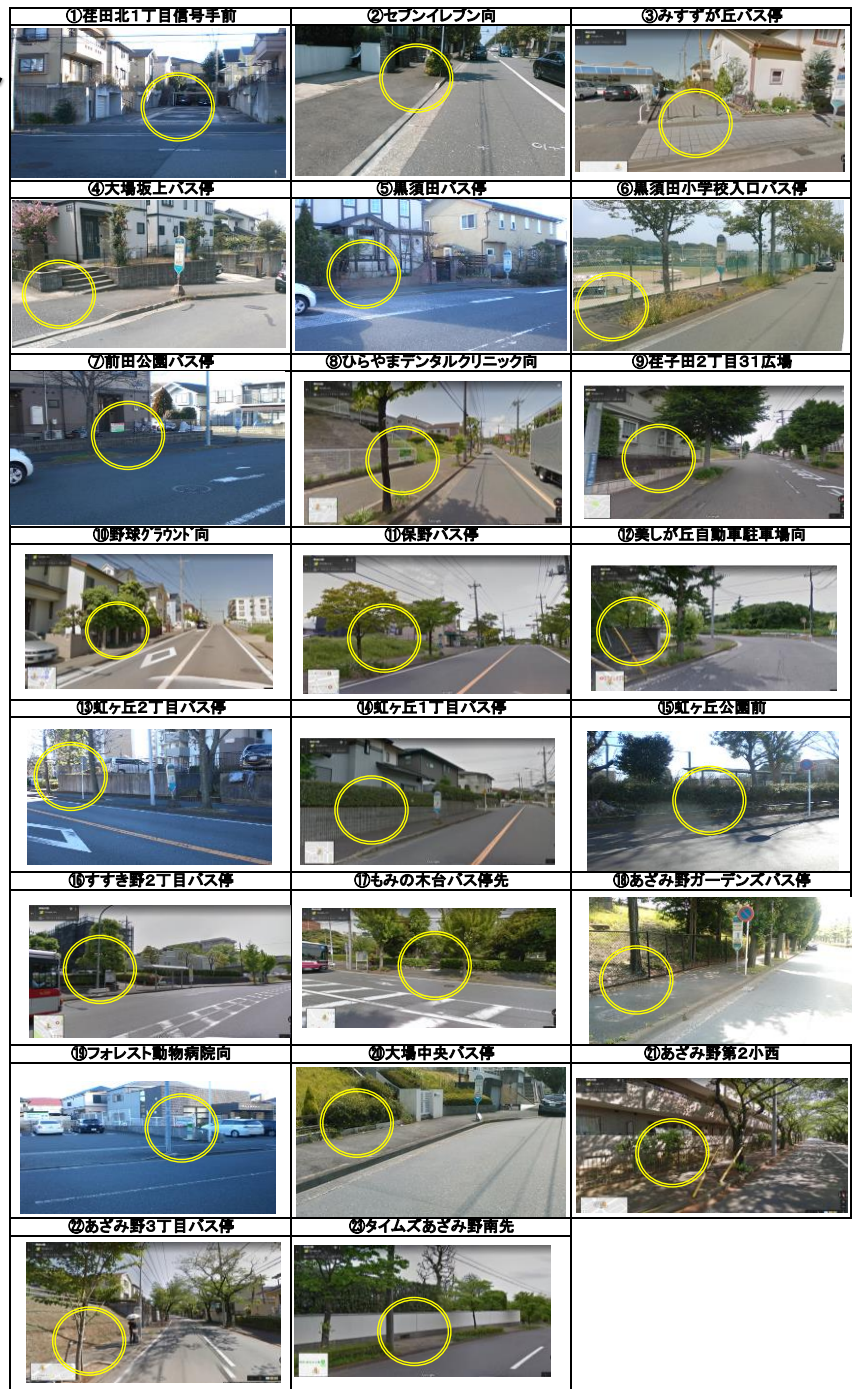 ①荏田北1丁目信号手前
②セブンイレブン向
③みすずが丘バス停
④大場坂上バス停
⑤黒須田バス停
⑥黒須田小学校入口バス停
⑦前田公園バス停
⑧ひらやまデンタルクリニック向
⑨荏子田2丁目31広場
⑩野球グラウンド向
⑪保野バス停
⑫美しが丘自動車駐車場向
⑬虹ヶ丘2丁目バス停
⑭虹ヶ丘1丁目バス停
⑮虹ヶ丘公園前
⑯すすき野2丁目バス停
⑰もみの木台バス停先
⑱あざみ野ガーデンズバス停
⑲フォレスト動物病院向
⑳大場中央バス停
㉑あざみ野第2小西
㉒あざみ野3丁目バス停
㉓タイムズあざみ野南先